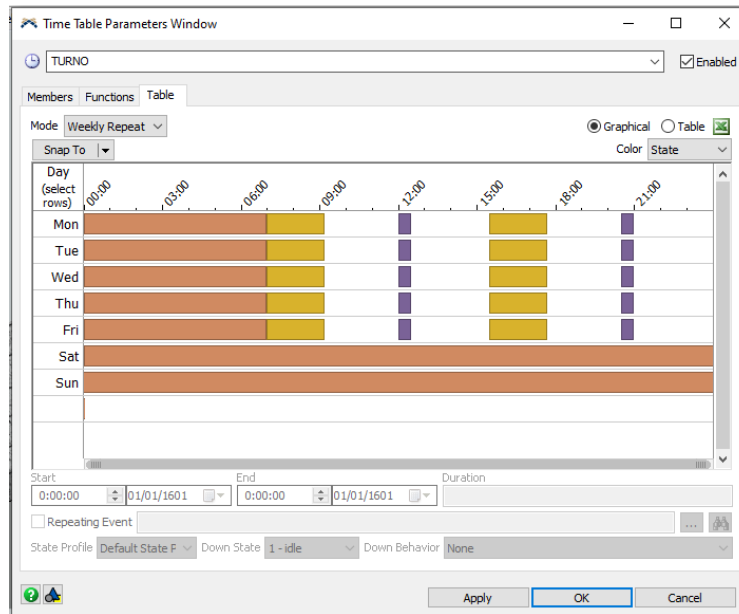 Time Table Parameters Window
TURNO
Enabled
Members Functions Table
Mode Weekly Repeat Graphical Table
Snap To Color State
Day
(select
rows)
00:00 03:00 06:00 09:00 12:00 15:00 18:00 21:00
Mon
Tue
Wed
Thu
Fri
Sat
Sun
Start End Duration
0:00:00 01/01/1601 0:00:00 01/01/1601
Repeating Event ...
State Profile Default State F Down State 1 - idle Down Behavior None
Apply OK Cancel